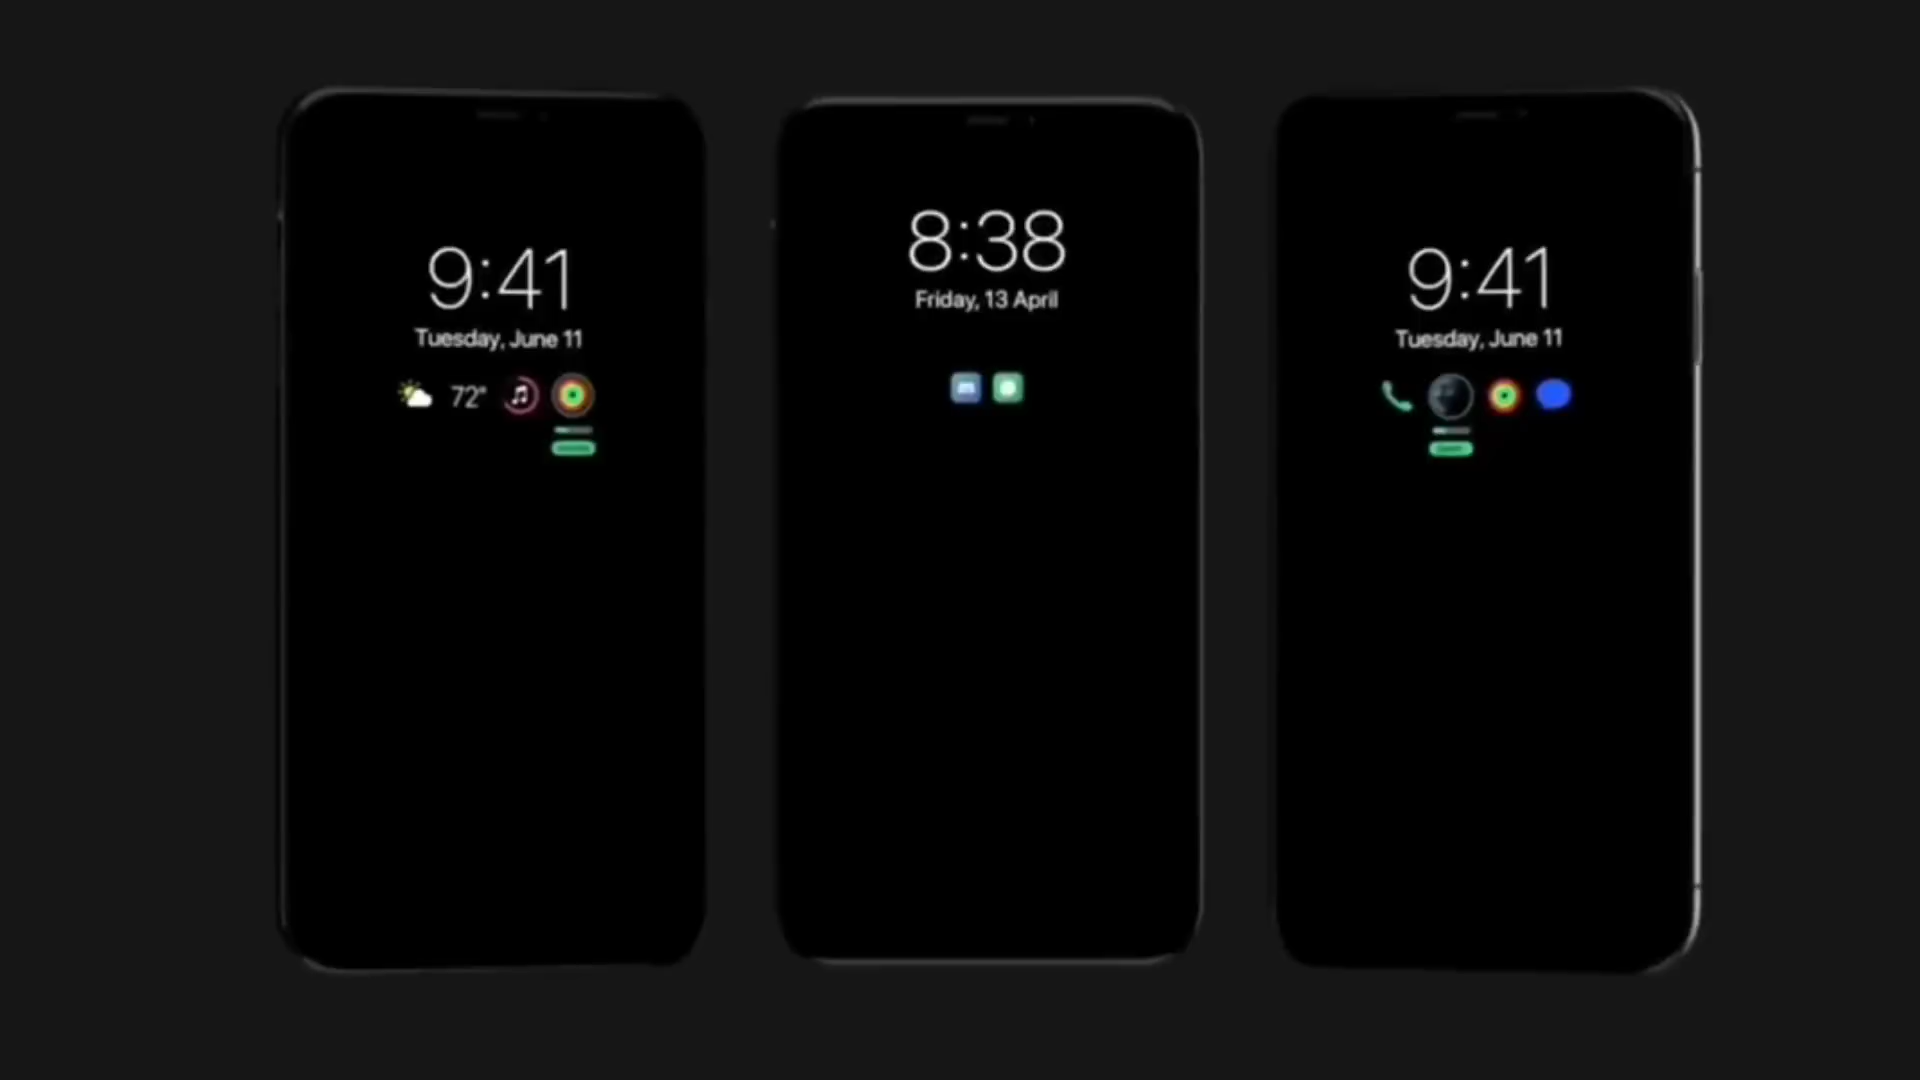 9:41
Tuesday, June 11
72°
8:38
Friday, 13 April
9:41
Tuesday, June 11